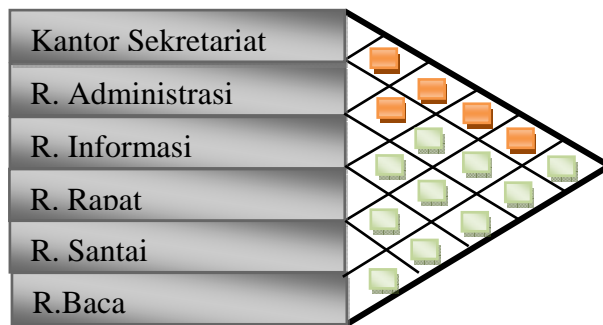 Kantor Sekretariat
R. Administrasi
R. Informasi
R. Rapat
R. Santai
R.Baca